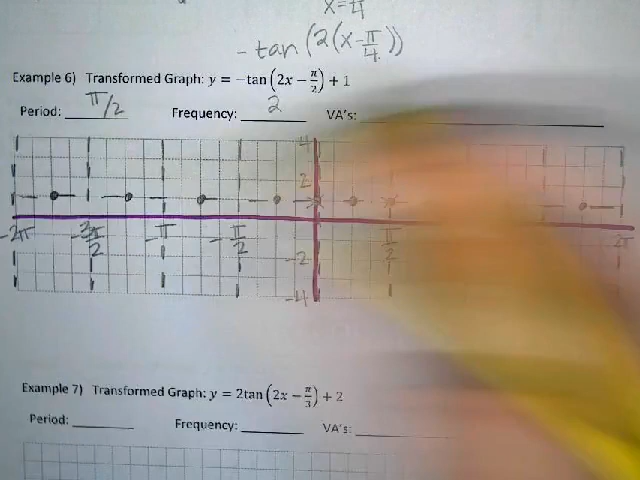 x=π/4
- tan(2(x-π/4))
Example 6) Transformed Graph: y = -tan(2x - π/2) + 1
Period: π/2 Frequency: 2 VA's:
4
2
-2π -3π/2 -π -π/2 π/2 2π
-2
-4
Example 7) Transformed Graph: y = 2tan(2x - π/3) + 2
Period: Frequency: VA's: